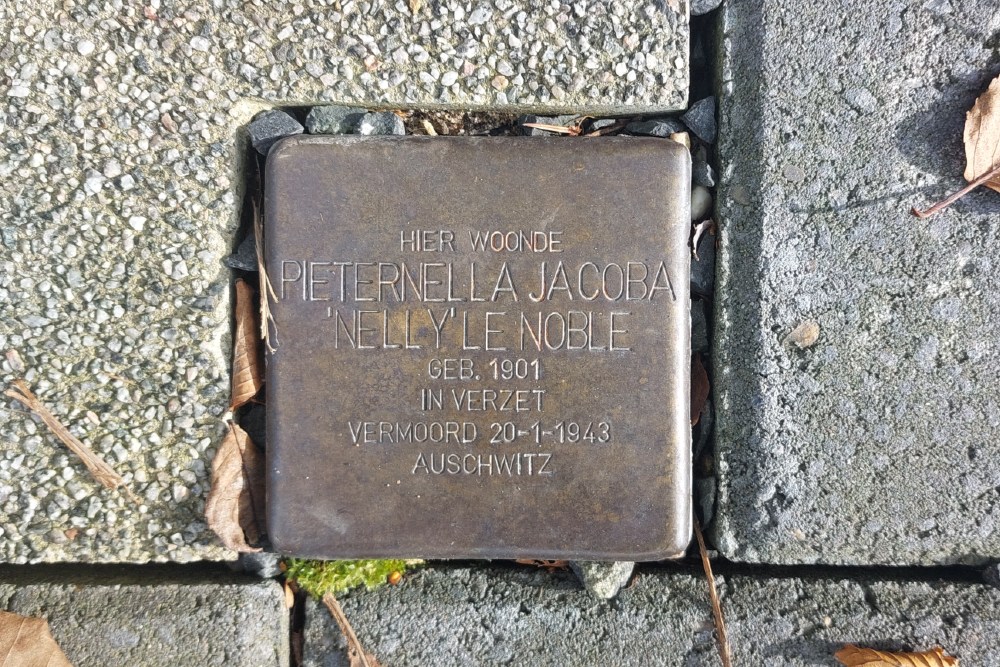 HIER WOONDE
PIETERNELLA JACOBA
'NELLY' LE NOBLE
GEB. 1901
IN VERZET
VERMOORD 20-1-1943
AUSCHWITZ